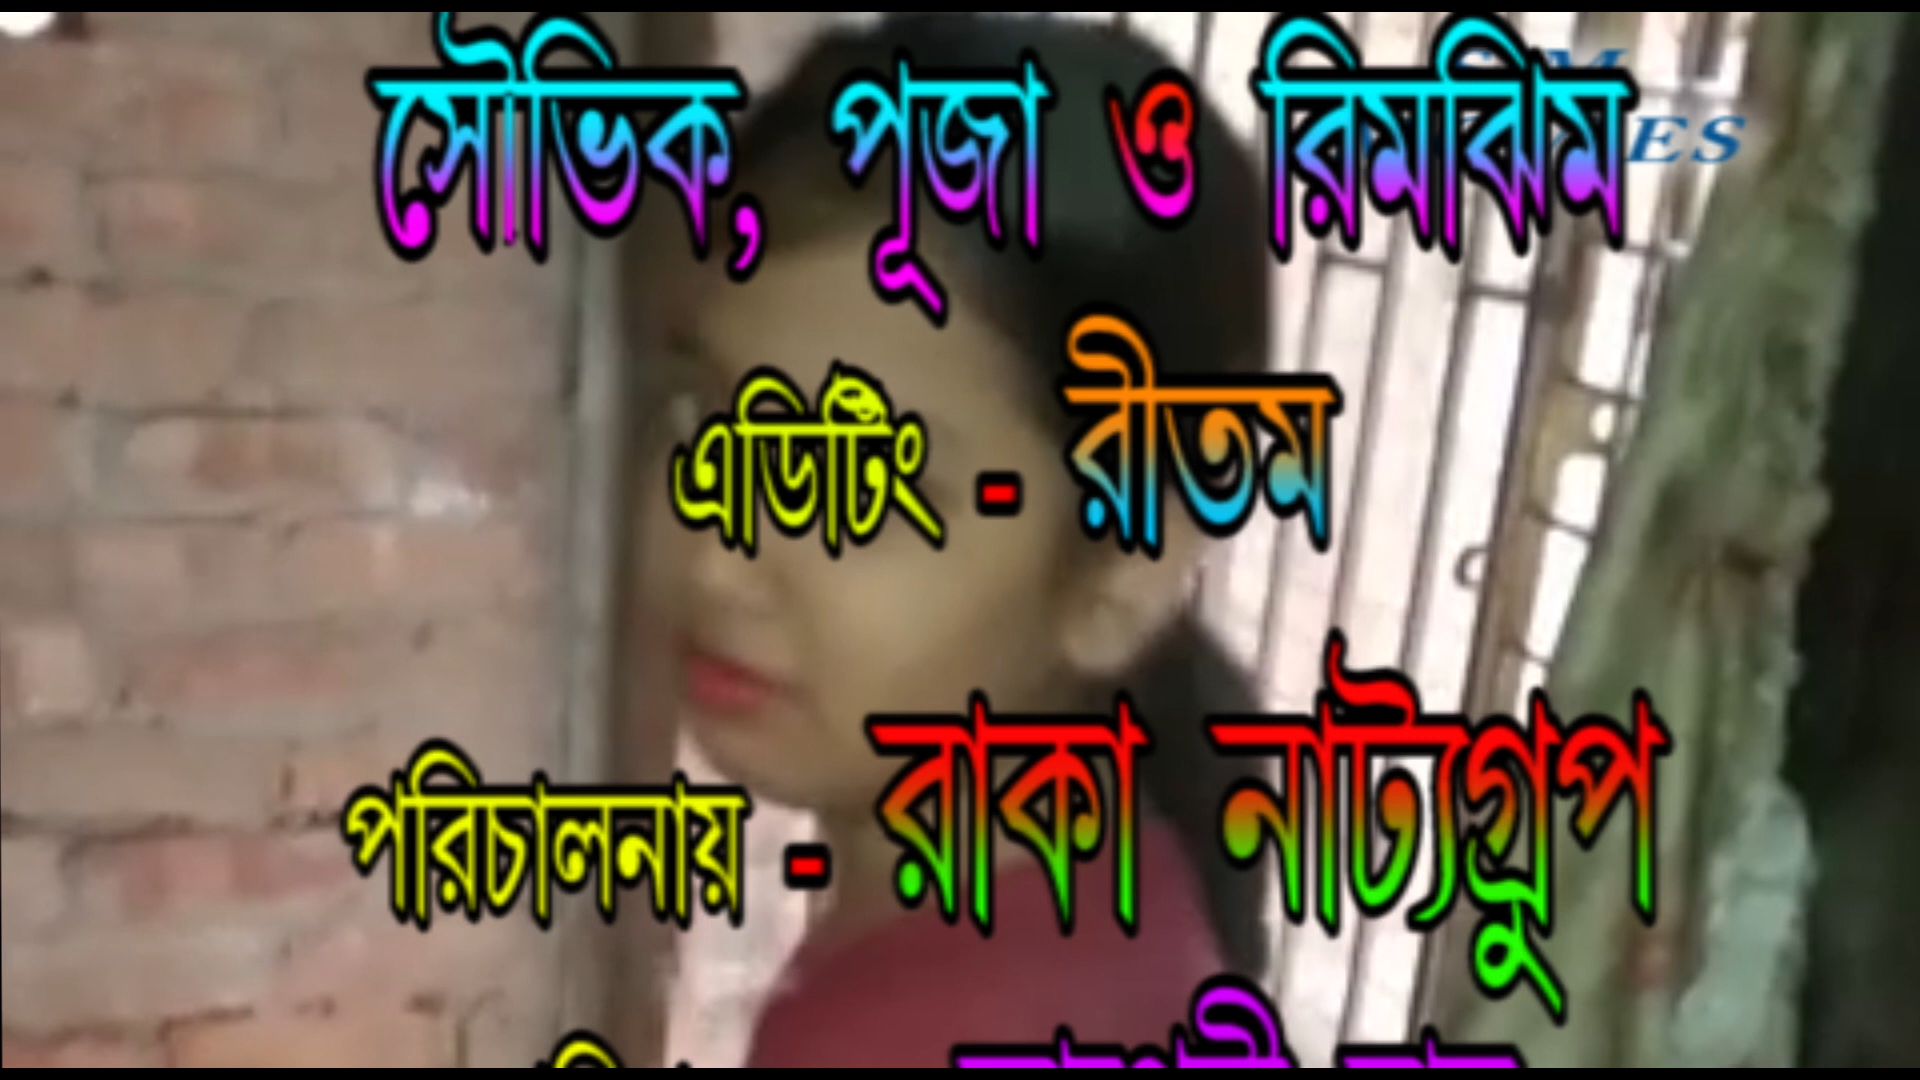 সৌভিক, পূজা ও রিমঝিম
এডিটিং - রীতম
পরিচালনায় - রাকা নাট্যগ্রুপ